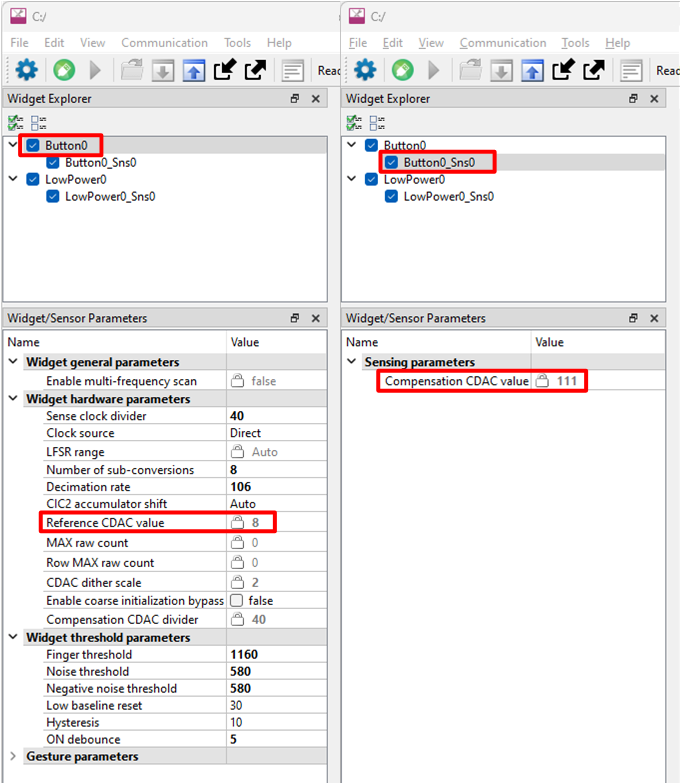 C:/
File Edit View Communication Tools Help
Widget Explorer
Button0
Button0_Sns0
LowPower0
LowPower0_Sns0
Widget/Sensor Parameters
Name Value
Widget general parameters
Enable multi-frequency scan false
Widget hardware parameters
Sense clock divider 40
Clock source Direct
LFSR range Auto
Number of sub-conversions 8
Decimation rate 106
CIC2 accumulator shift Auto
Reference CDAC value 8
MAX raw count 0
Row MAX raw count 0
CDAC dither scale 2
Enable coarse initialization bypass false
Compensation CDAC divider 40
Widget threshold parameters
Finger threshold 1160
Noise threshold 580
Negative noise threshold 580
Low baseline reset 30
Hysteresis 10
ON debounce 5
Gesture parameters
C:/
File Edit View Communication Tools Help
Widget Explorer
Button0
Button0_Sns0
LowPower0
LowPower0_Sns0
Widget/Sensor Parameters
Name Value
Sensing parameters
Compensation CDAC value 111